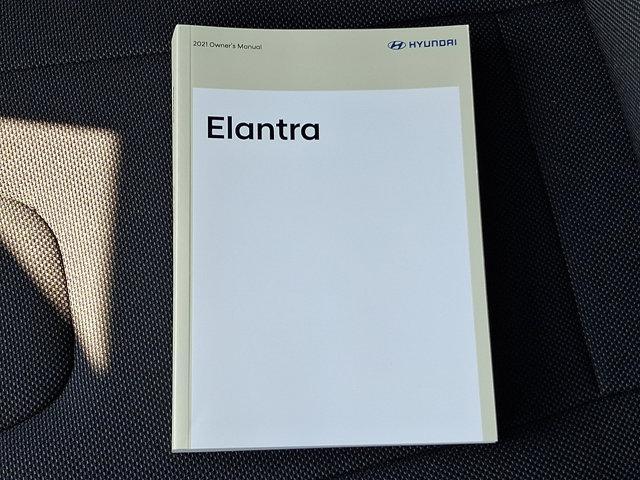 2021 Owner's Manual
HYUNDAI
Elantra